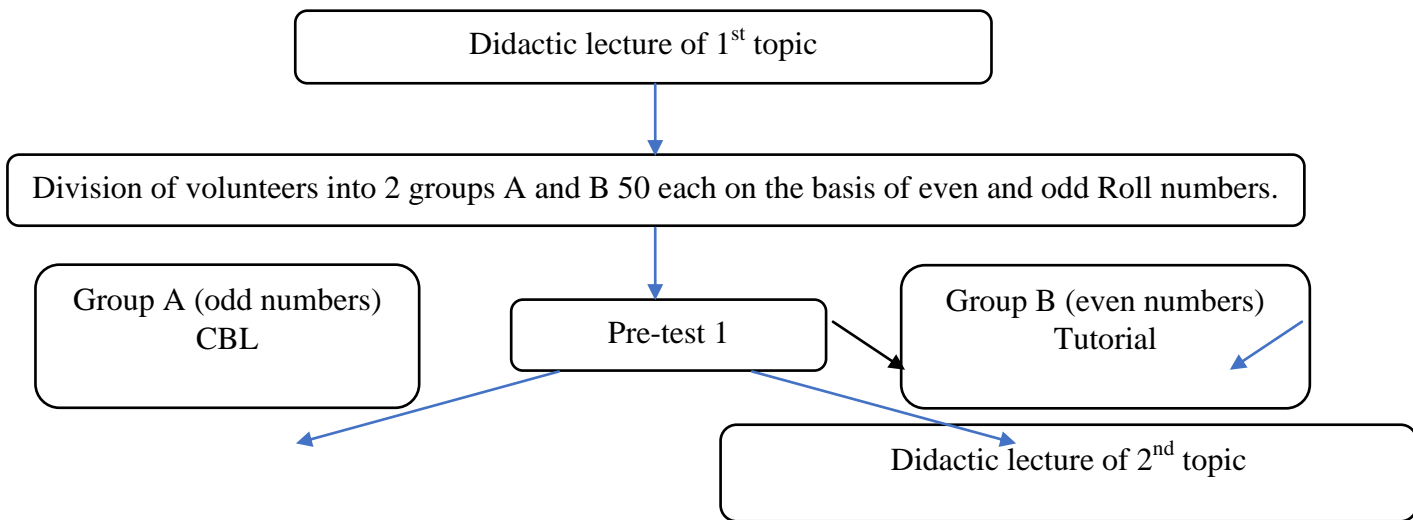 Didactic lecture of 1st topic
Division of volunteers into 2 groups A and B 50 each on the basis of even and odd Roll numbers.
Group A (odd numbers)
CBL
Pre-test 1
Group B (even numbers)
Tutorial
Didactic lecture of 2nd topic